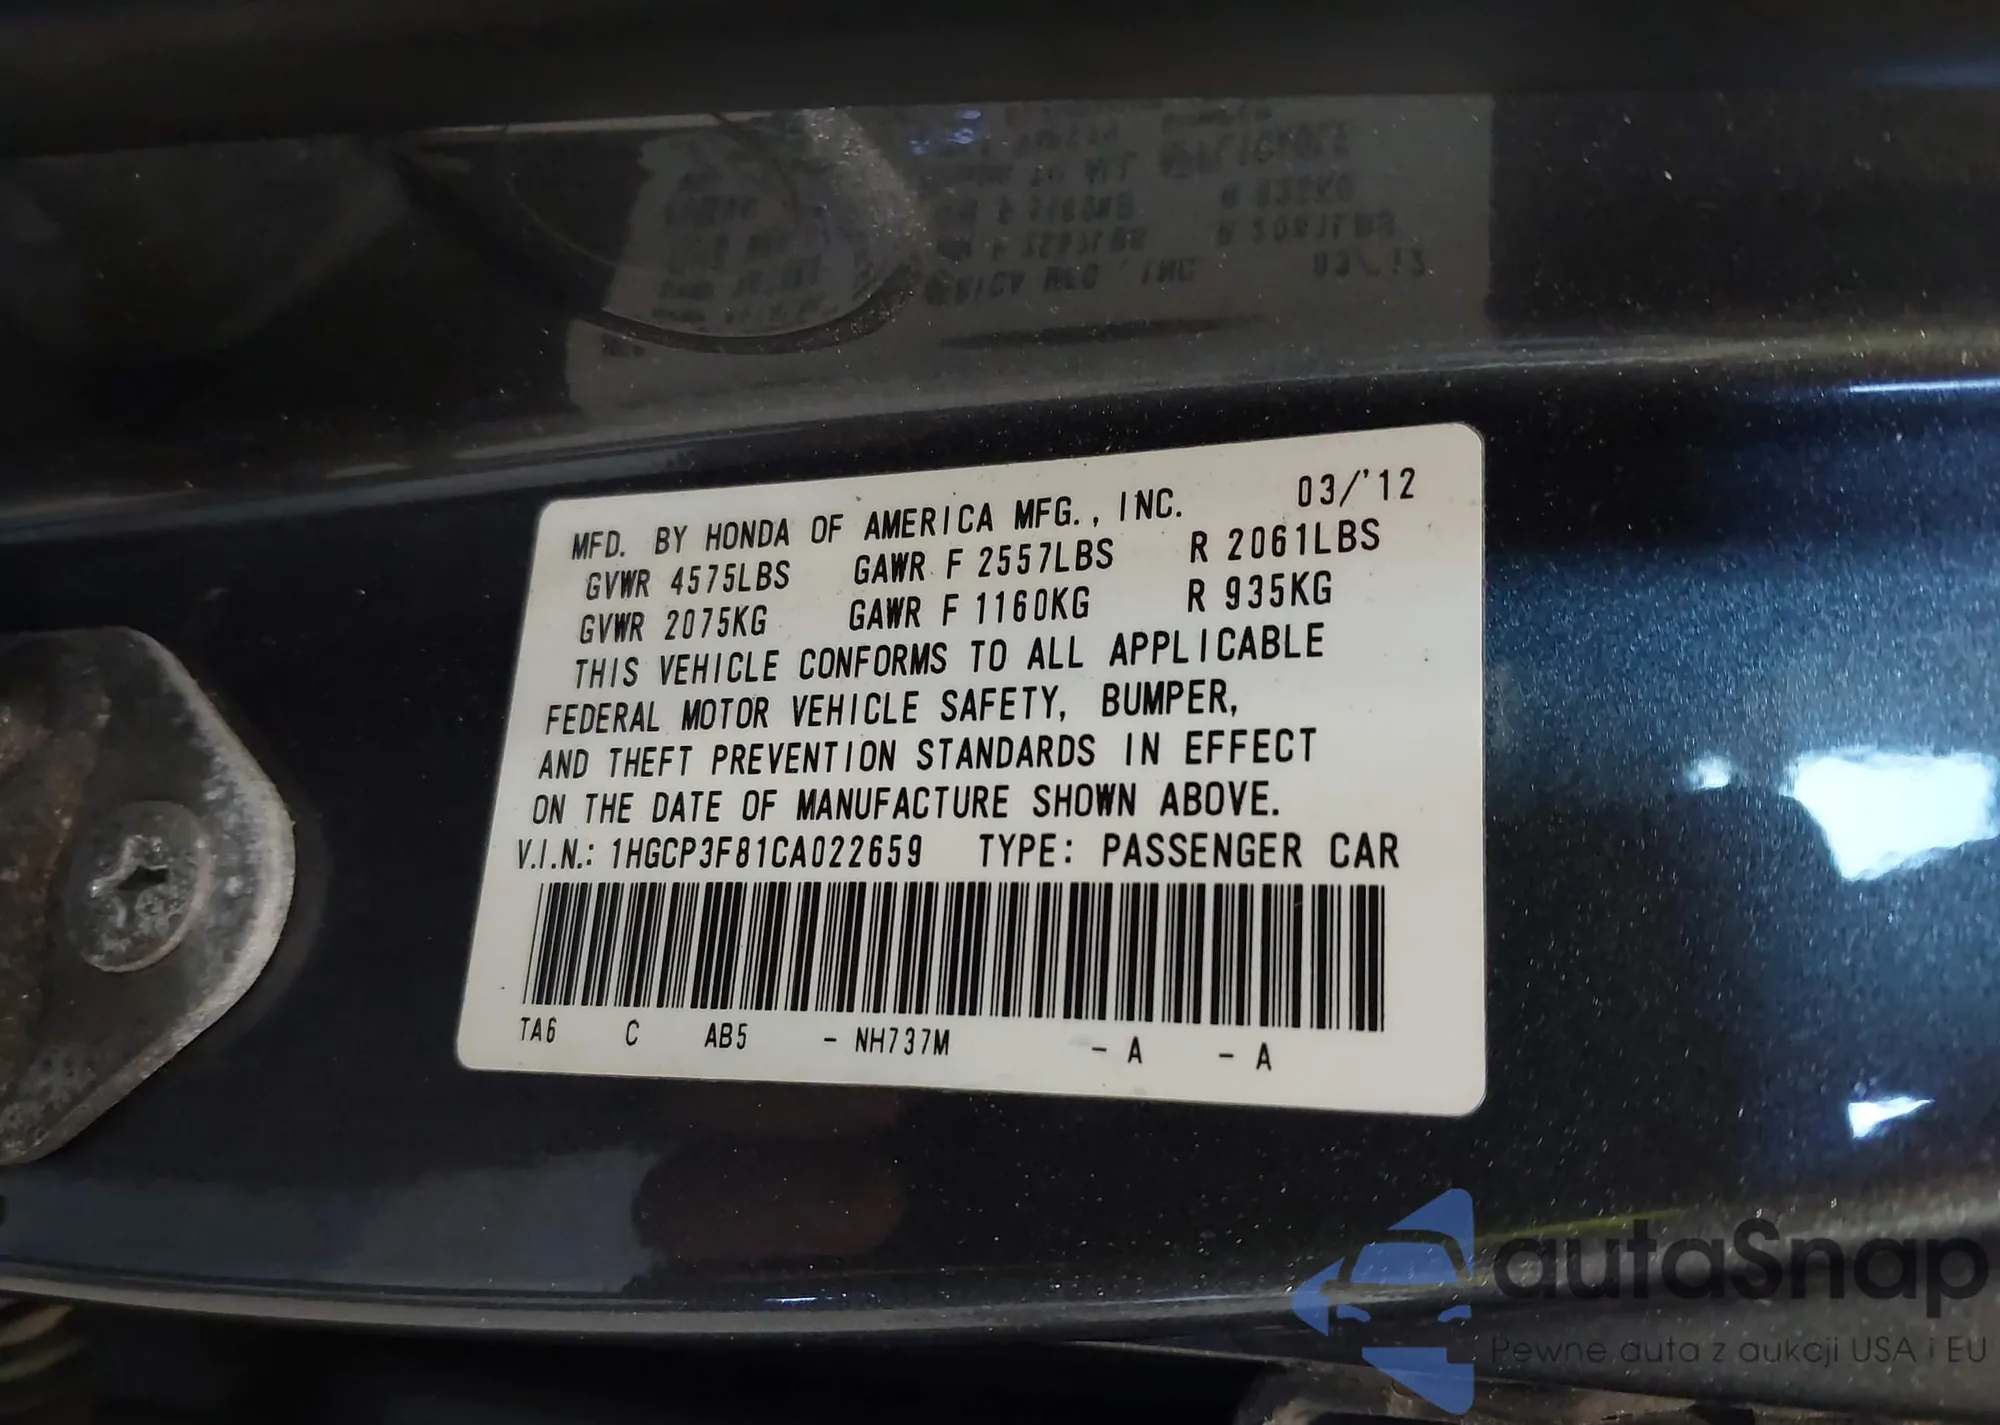 MFD. BY HONDA OF AMERICA MFG., INC. 03/'12
GVWR 4575LBS GAWR F 2557LBS R 2061LBS
GVWR 2075KG GAWR F 1160KG R 935KG
THIS VEHICLE CONFORMS TO ALL APPLICABLE
FEDERAL MOTOR VEHICLE SAFETY, BUMPER,
AND THEFT PREVENTION STANDARDS IN EFFECT
ON THE DATE OF MANUFACTURE SHOWN ABOVE.
V.I.N.: 1HGCP3F81CA022659 TYPE: PASSENGER CAR
TA6 C AB5 - NH737M - A - A
autaSnap
Pewne auta z aukcji USA i EU